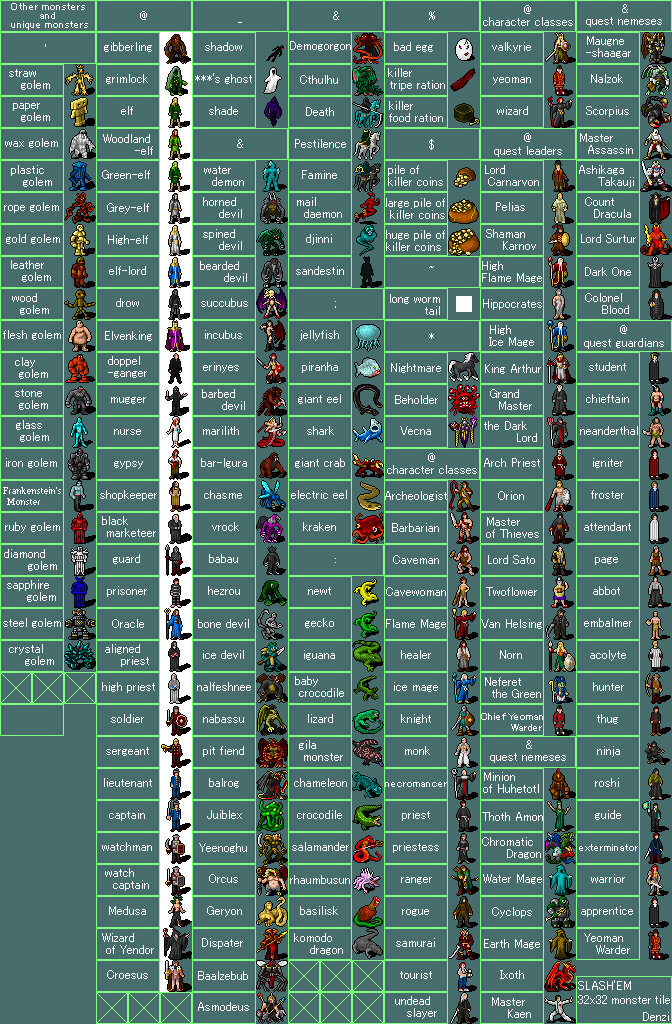 Other monsters
and
unique monsters
'
straw
golem
paper
golem
wax golem
plastic
golem
rope golem
gold golem
leather
golem
wood
golem
flesh golem
clay
golem
stone
golem
glass
golem
iron golem
Frankenstein's
Monster
ruby golem
diamond
golem
sapphire
golem
steel golem
crystal
golem
@
gibberling
grimlock
elf
Woodland
-elf
Green-elf
Grey-elf
High-elf
elf-lord
drow
Elvenking
doppel
-ganger
mugger
nurse
gypsy
shopkeeper
black
marketeer
guard
prisoner
Oracle
aligned
priest
high priest
soldier
sergeant
lieutenant
captain
watchman
watch
captain
Medusa
Wizard
of Yendor
Croesus
_
shadow
***'s ghost
shade
&
water
demon
horned
devil
spined
devil
bearded
devil
succubus
incubus
erinyes
barbed
devil
marilith
bar-lgura
chasme
vrock
babau
hezrou
bone devil
ice devil
nalfeshnee
nabassu
pit fiend
balrog
Juiblex
Yeenoghu
Orcus
Geryon
Dispater
Baalzebub
Asmodeus
&
Demogorgon
Cthulhu
Death
Pestilence
Famine
mail
daemon
djinni
sandestin
;
jellyfish
piranha
giant eel
shark
giant crab
electric eel
kraken
:
newt
gecko
iguana
baby
crocodile
lizard
gila
monster
chameleon
crocodile
salamander
rhaumbusun
basilisk
komodo
dragon
%
bad egg
killer
tripe ration
killer
food ration
$
pile of
killer coins
large pile of
killer coins
huge pile of
killer coins
~
long worm
tail
*
Nightmare
Beholder
Vecna
@
character classes
Archeologist
Barbarian
Caveman
Cavewoman
Flame Mage
healer
ice mage
knight
monk
necromancer
priest
priestess
ranger
rogue
samurai
tourist
undead
slayer
@
character classes
valkyrie
yeoman
wizard
@
quest leaders
Lord
Carnarvon
Pelias
Shaman
Karnov
High
Flame Mage
Hippocrates
High
Ice Mage
King Arthur
Grand
Master
the Dark
Lord
Arch Priest
Orion
Master
of Thieves
Lord Sato
Twoflower
Van Helsing
Norn
Neferet
the Green
Chief Yeoman
Warder
&
quest nemeses
Minion
of Huhetotl
Thoth Amon
Chromatic
Dragon
Water Mage
Cyclops
Earth Mage
Ixoth
Master
Kaen
&
quest nemeses
Maugne
-shaagar
Nalzok
Scorpius
Master
Assassin
Ashikaga
Takauji
Count
Dracula
Lord Surtur
Dark One
Colonel
Blood
@
quest guardians
student
chieftain
neanderthal
igniter
froster
attendant
page
abbot
embalmer
acolyte
hunter
thug
ninja
roshi
guide
exterminator
warrior
apprentice
Yeoman
Warder
SLASH'EM
32x32 monster tile
Denzi